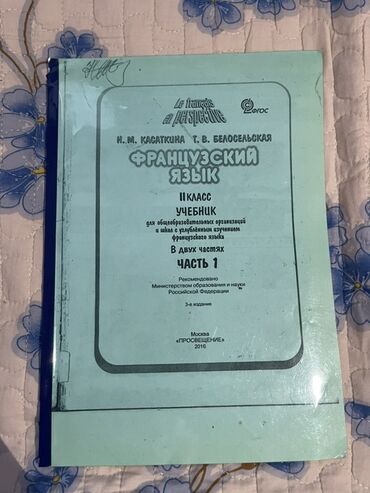 Le français
en perspective
ФГОС
Н. М. КАСАТКИНА Т. В. БЕЛОСЕЛЬСКАЯ
ФРАНЦУЗСКИЙ
ЯЗЫК
II КЛАСС
УЧЕБНИК
для общеобразовательных организаций
и школ с углублённым изучением
французского языка
В двух частях
ЧАСТЬ 1
Рекомендовано
Министерством образования и науки
Российской Федерации
3-е издание
Москва
«ПРОСВЕЩЕНИЕ»
2016